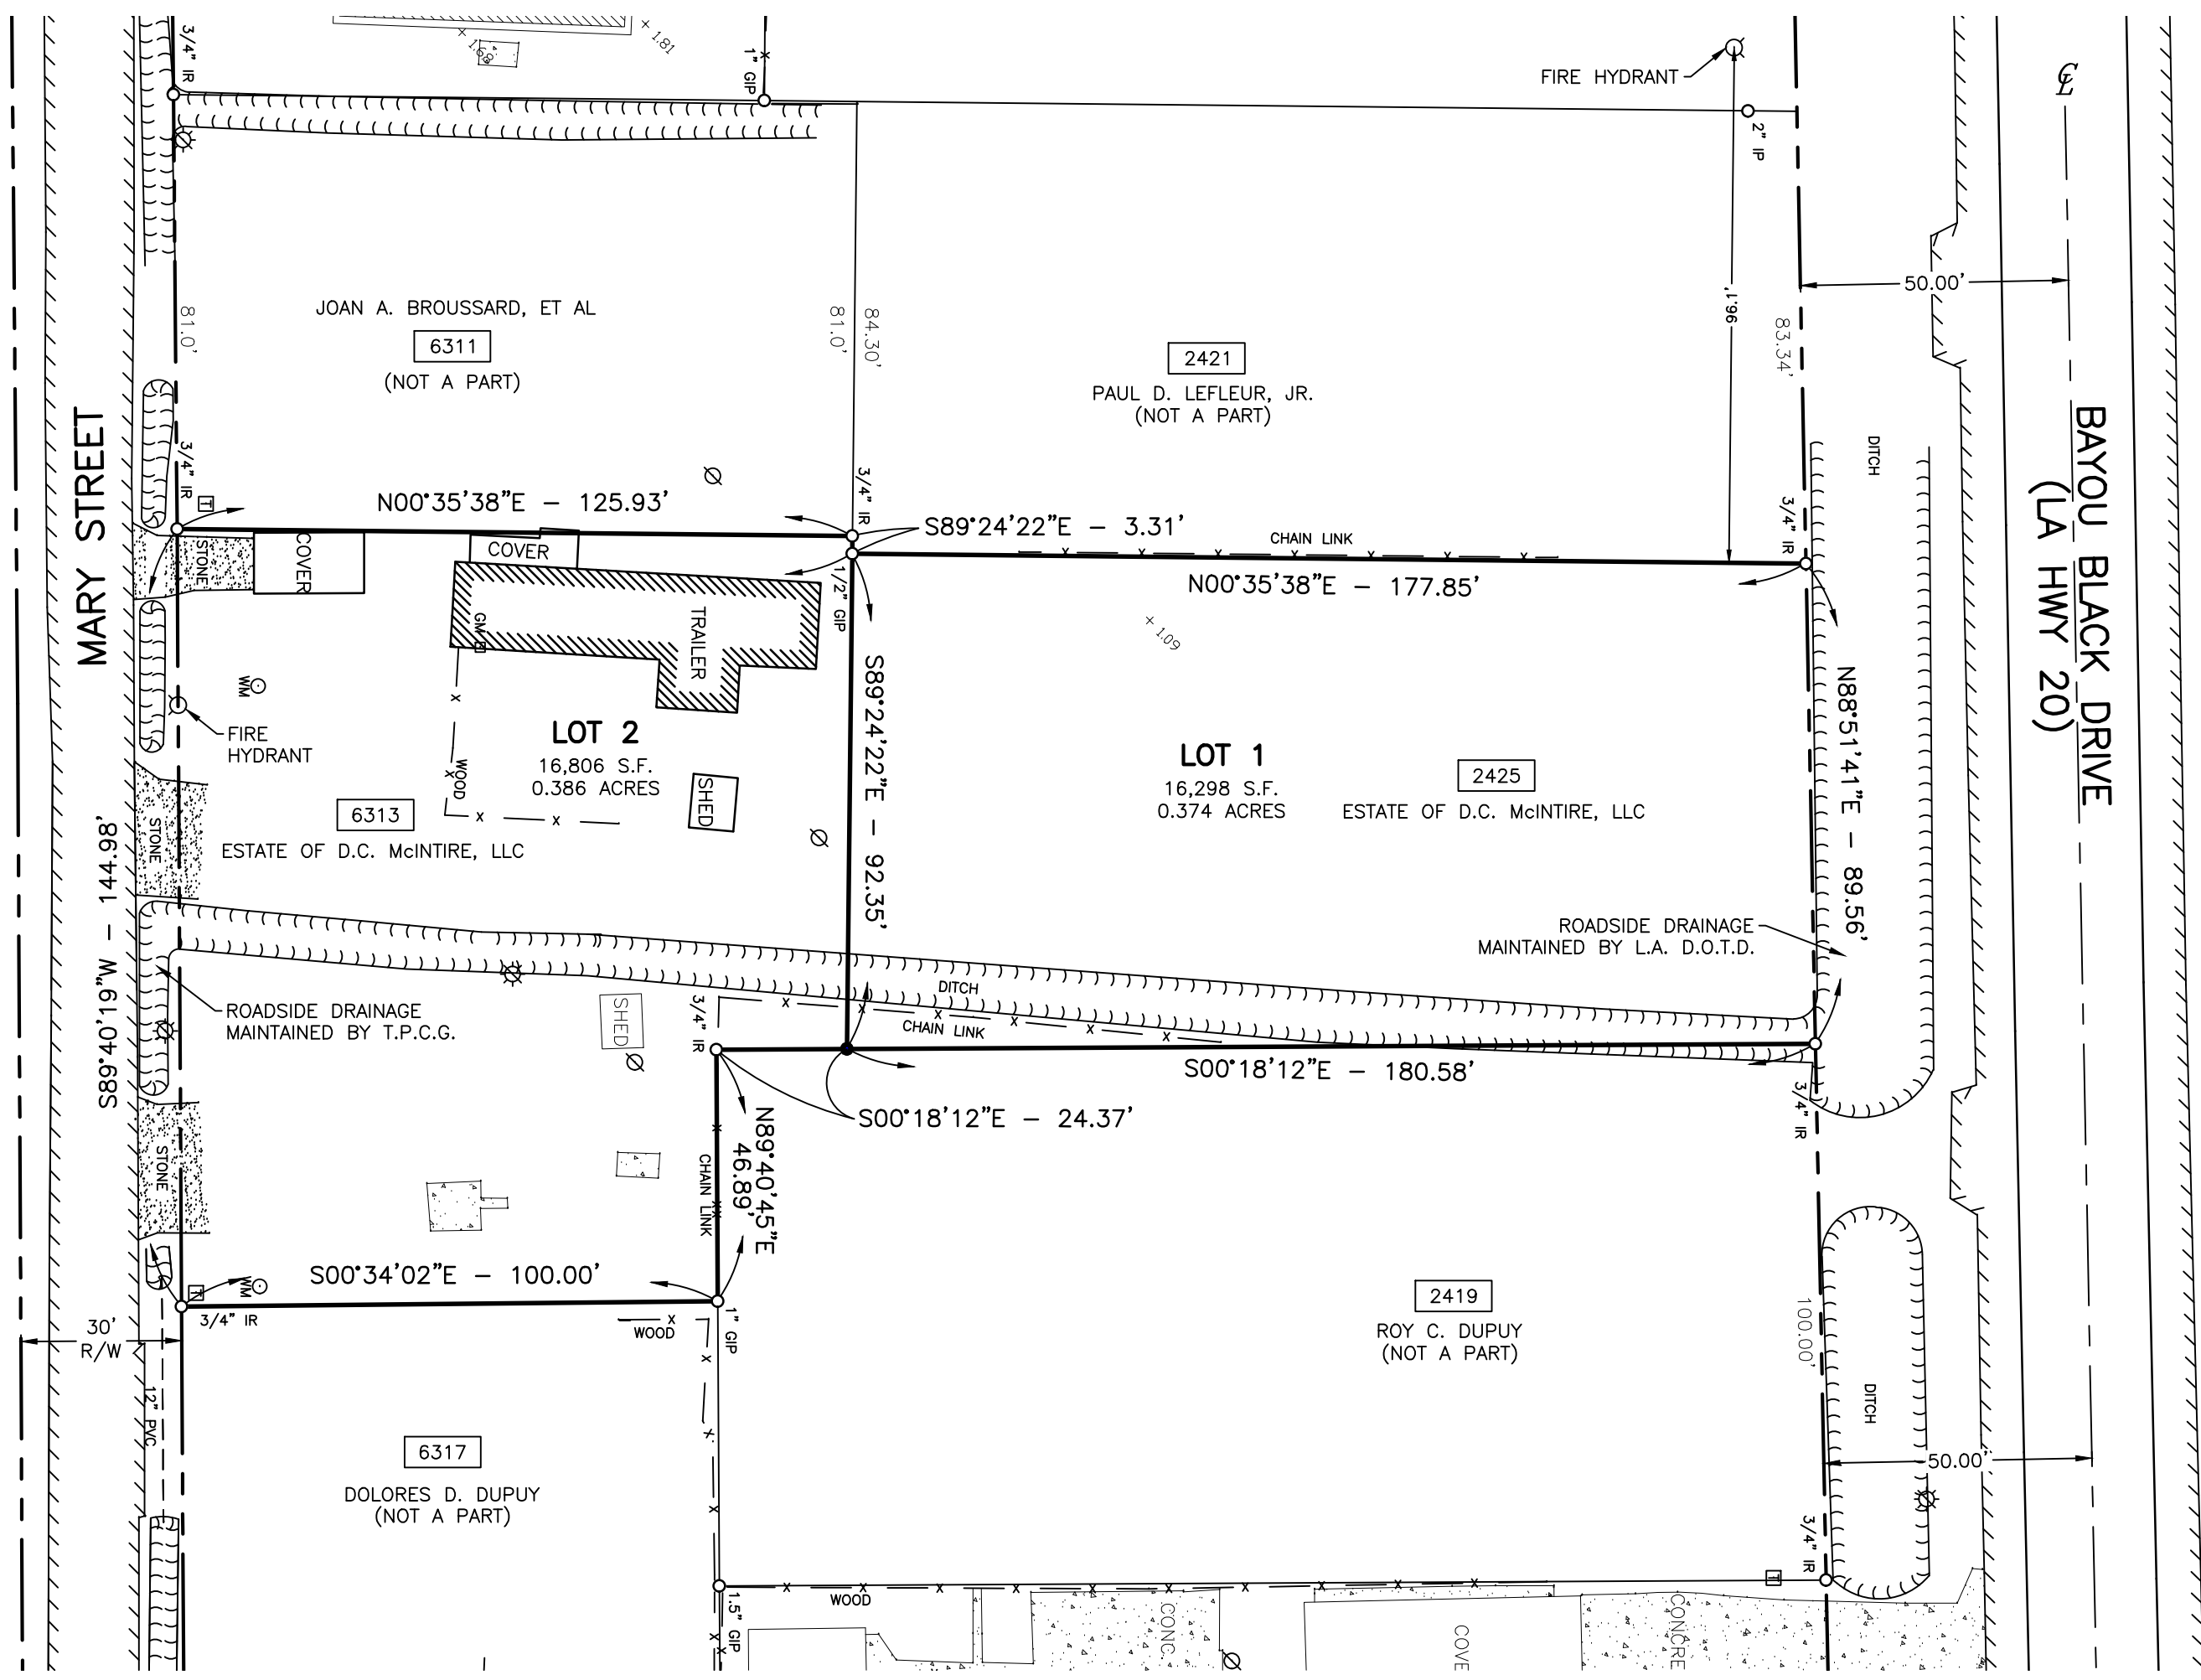 3/4" IR
1.68
1.81
1" GIP
FIRE HYDRANT
2" IP
℄
50.00'
96.1'
83.34'
81.0'
JOAN A. BROUSSARD, ET AL
6311
(NOT A PART)
81.0'
84.30'
2421
PAUL D. LEFLEUR, JR.
(NOT A PART)
DITCH
BAYOU BLACK DRIVE
(LA HWY 20)
MARY STREET
3/4" IR
T
N00°35'38"E - 125.93'
3/4" IR
S89°24'22"E - 3.31'
CHAIN LINK
3/4" IR
STONE
COVER
COVER
1/2" GIP
N00°35'38"E - 177.85'
GM
TRAILER
1.09
WM
FIRE
HYDRANT
LOT 2
16,806 S.F.
0.386 ACRES
WOOD
SHED
S89°24'22"E - 92.35'
LOT 1
16,298 S.F.
0.374 ACRES
2425
ESTATE OF D.C. McINTIRE, LLC
N88°51'41"E - 89.56'
STONE
6313
ESTATE OF D.C. McINTIRE, LLC
S89°40'19"W - 144.98'
ROADSIDE DRAINAGE
MAINTAINED BY L.A. D.O.T.D.
ROADSIDE DRAINAGE
MAINTAINED BY T.P.C.G.
SHED
3/4" IR
DITCH
CHAIN LINK
S00°18'12"E - 180.58'
3/4" IR
S00°18'12"E - 24.37'
STONE
CHAIN LINK
N89°40'45"E
46.89'
S00°34'02"E - 100.00'
T
WM
3/4" IR
WOOD
1" GIP
30'
R/W
12" PVC
2419
ROY C. DUPUY
(NOT A PART)
100.00'
DITCH
50.00'
6317
DOLORES D. DUPUY
(NOT A PART)
3/4" IR
T
1.5" GIP
WOOD
CONC
COVE
CONCRE